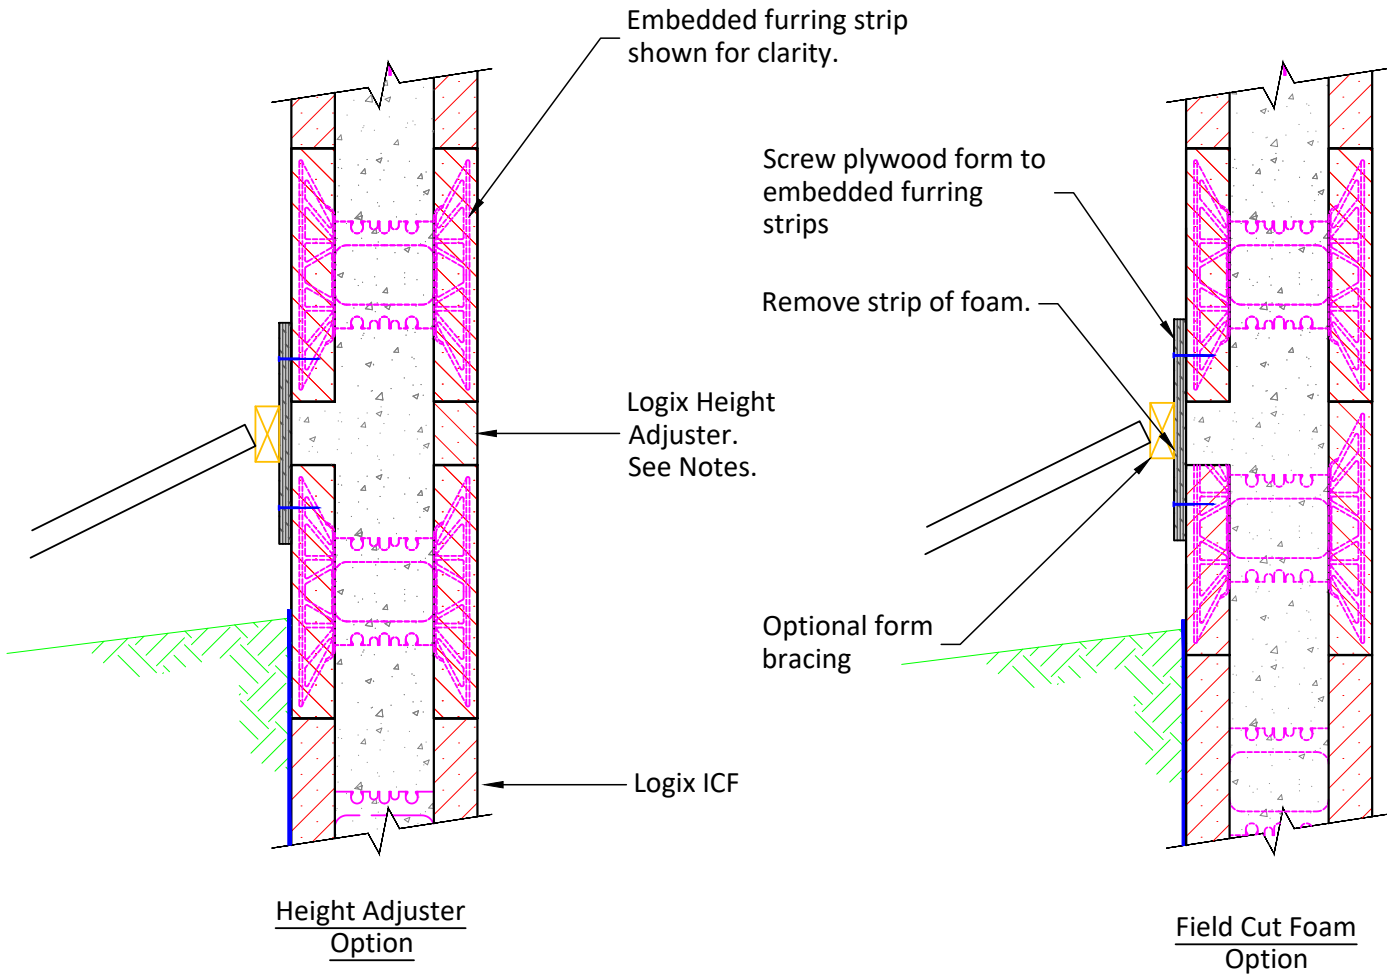 Embedded furring strip
shown for clarity.
Screw plywood form to
embedded furring
strips
Remove strip of foam.
Logix Height
Adjuster.
See Notes.
Optional form
bracing
Logix ICF
Height Adjuster
Option
Field Cut Foam
Option